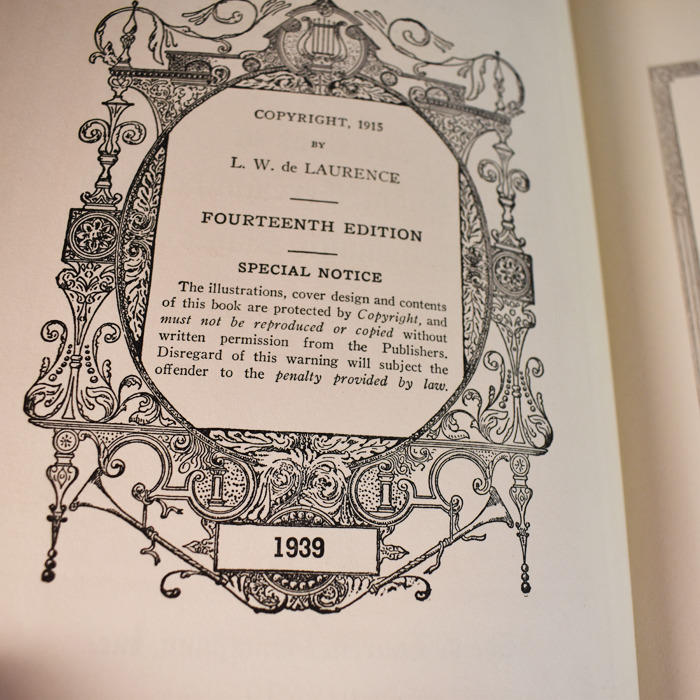 COPYRIGHT, 1915
BY
L. W. de LAURENCE
FOURTEENTH EDITION
SPECIAL NOTICE
The illustrations, cover design and contents
of this book are protected by Copyright, and
must not be reproduced or copied without
written permission from the Publishers.
Disregard of this warning will subject the
offender to the penalty provided by law.
1939